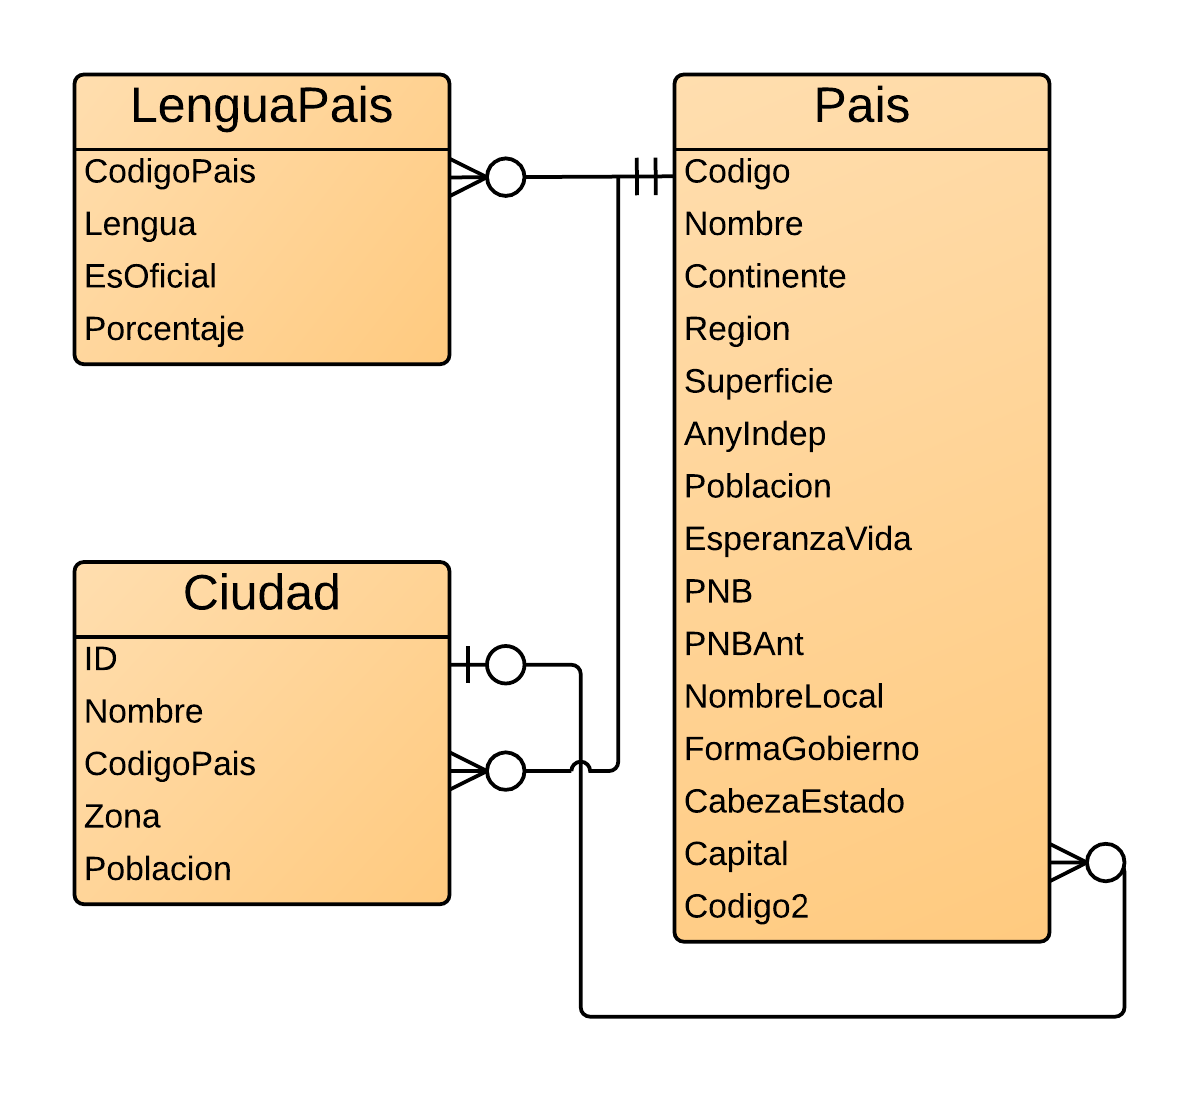 LenguaPais
CodigoPais
Lengua
EsOficial
Porcentaje
Pais
Codigo
Nombre
Continente
Region
Superficie
AnyIndep
Poblacion
EsperanzaVida
PNB
PNBAnt
NombreLocal
FormaGobierno
CabezaEstado
Capital
Codigo2
Ciudad
ID
Nombre
CodigoPais
Zona
Poblacion